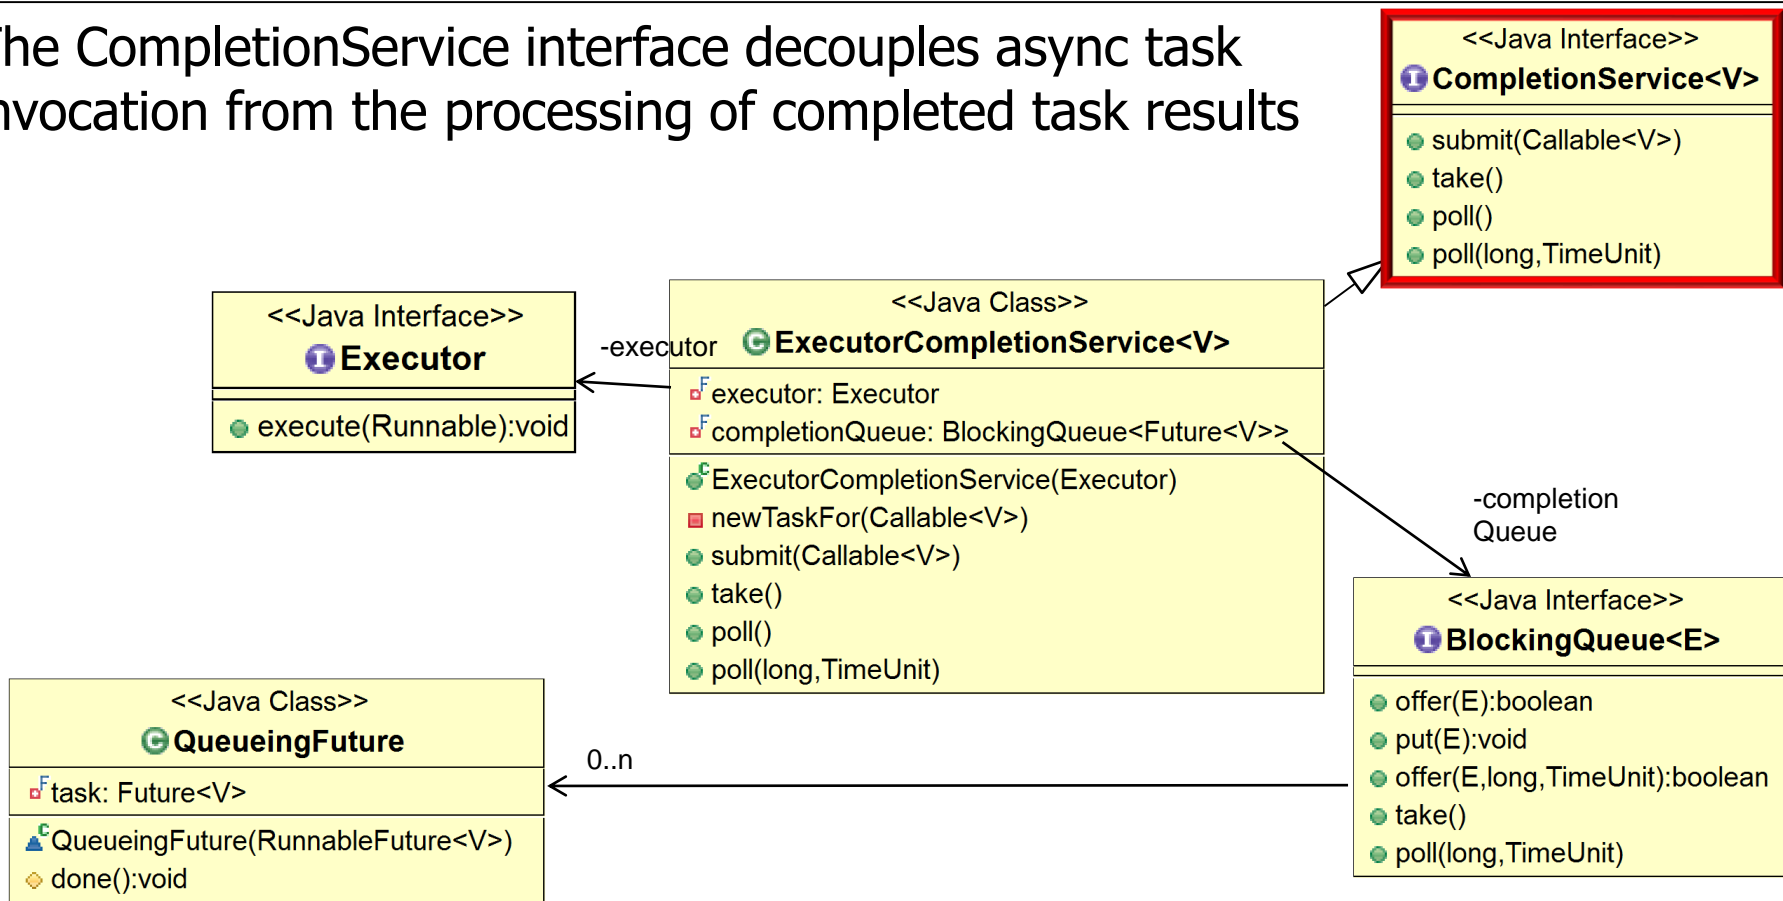 he CompletionService interface decouples async task
nvocation from the processing of completed task results
<<Java Interface>>
CompletionService<V>
submit(Callable<V>)
take()
poll()
poll(long,TimeUnit)
<<Java Interface>>
Executor
execute(Runnable):void
-executor
<<Java Class>>
ExecutorCompletionService<V>
executor: Executor
completionQueue: BlockingQueue<Future<V>>
ExecutorCompletionService(Executor)
newTaskFor(Callable<V>)
submit(Callable<V>)
take()
poll()
poll(long,TimeUnit)
-completion
Queue
<<Java Interface>>
BlockingQueue<E>
offer(E):boolean
put(E):void
offer(E,long,TimeUnit):boolean
take()
poll(long,TimeUnit)
0..n
<<Java Class>>
QueueingFuture
task: Future<V>
QueueingFuture(RunnableFuture<V>)
done():void